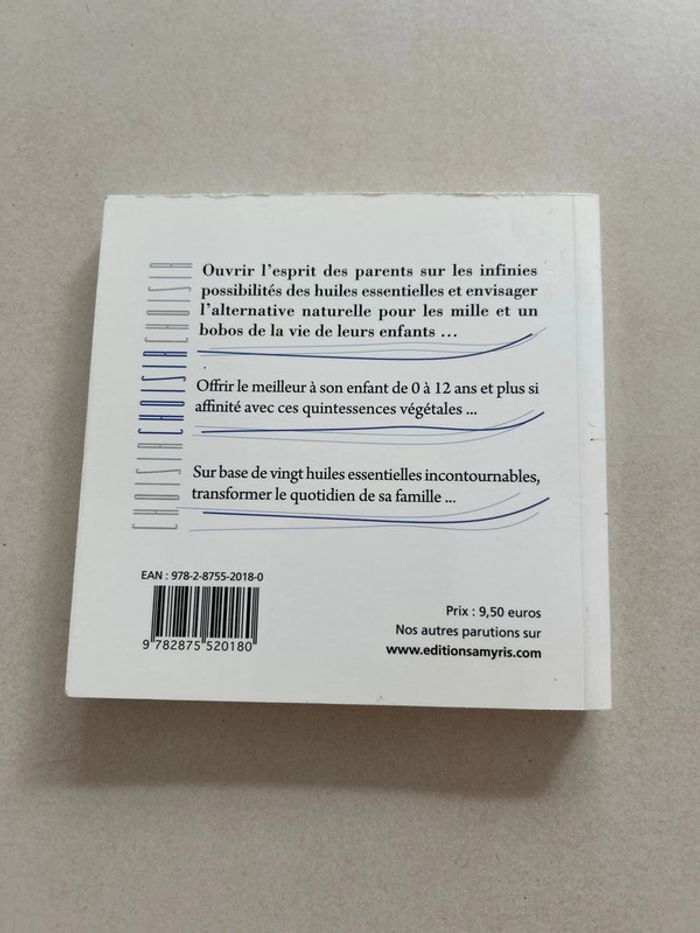 Ouvrir l'esprit des parents sur les infinies
possibilités des huiles essentielles et envisager
l'alternative naturelle pour les mille et un
bobos de la vie de leurs enfants ...
Offrir le meilleur à son enfant de 0 à 12 ans et plus si
affinité avec ces quintessences végétales ...
Sur base de vingt huiles essentielles incontournables,
transformer le quotidien de sa famille ...
CHOISIR CHOISIR CHOISIR
EAN : 978-2-8755-2018-0
9 782875 520180
Prix : 9,50 euros
Nos autres parutions sur
www.editionsamyris.com